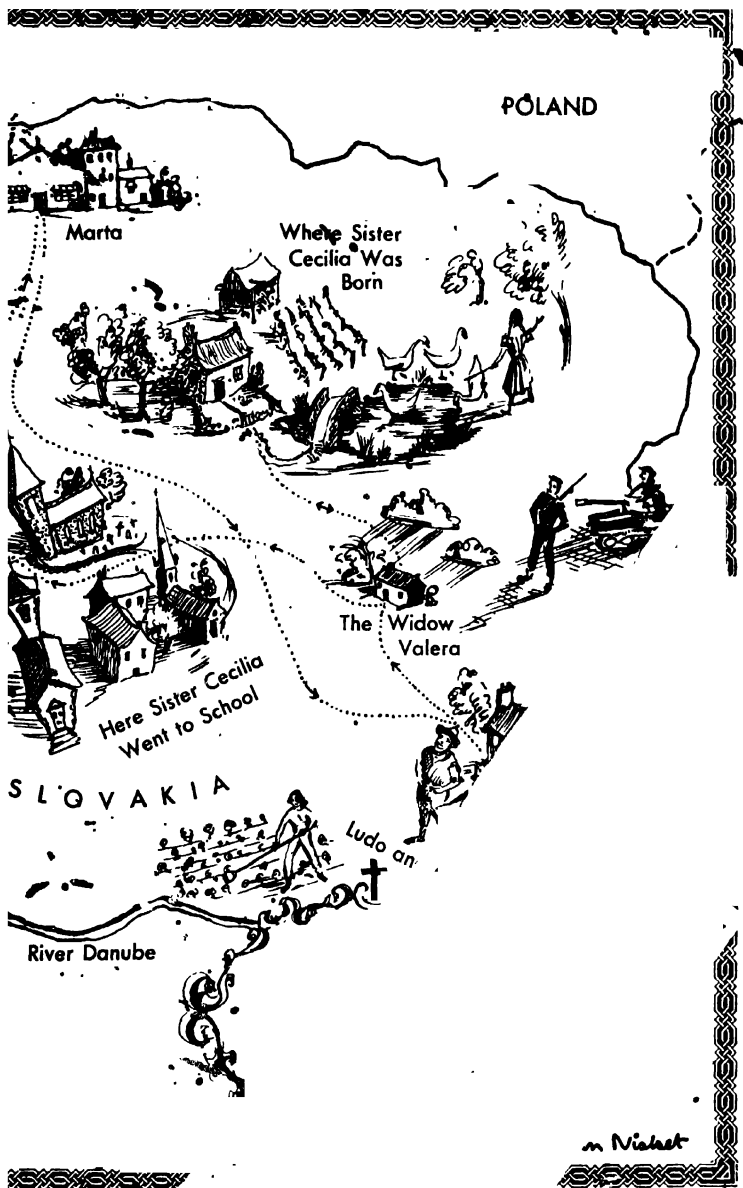 POLAND
Marta
Where Sister
Cecilia Was
Born
The Widow
Valera
Here Sister Cecilia
Went to School
SLOVAKIA
Ludo an
River Danube